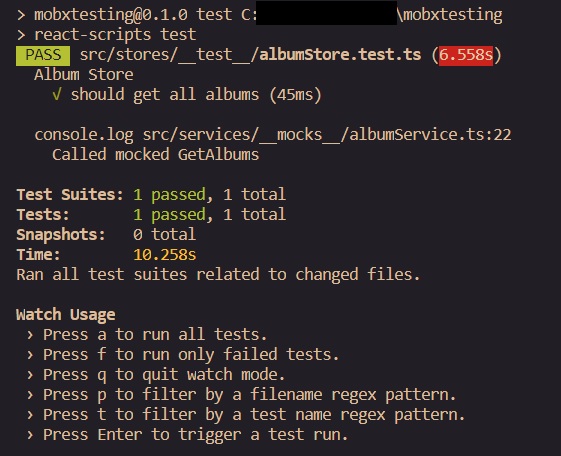 > mobxtesting@0.1.0 test C:\mobxtesting
> react-scripts test
PASS src/stores/__test__/albumStore.test.ts (6.558s)
Album Store
√ should get all albums (45ms)
console.log src/services/__mocks__/albumService.ts:22
Called mocked GetAlbums
Test Suites: 1 passed, 1 total
Tests: 1 passed, 1 total
Snapshots: 0 total
Time: 10.258s
Ran all test suites related to changed files.
Watch Usage
› Press a to run all tests.
› Press f to run only failed tests.
› Press q to quit watch mode.
› Press p to filter by a filename regex pattern.
› Press t to filter by a test name regex pattern.
› Press Enter to trigger a test run.